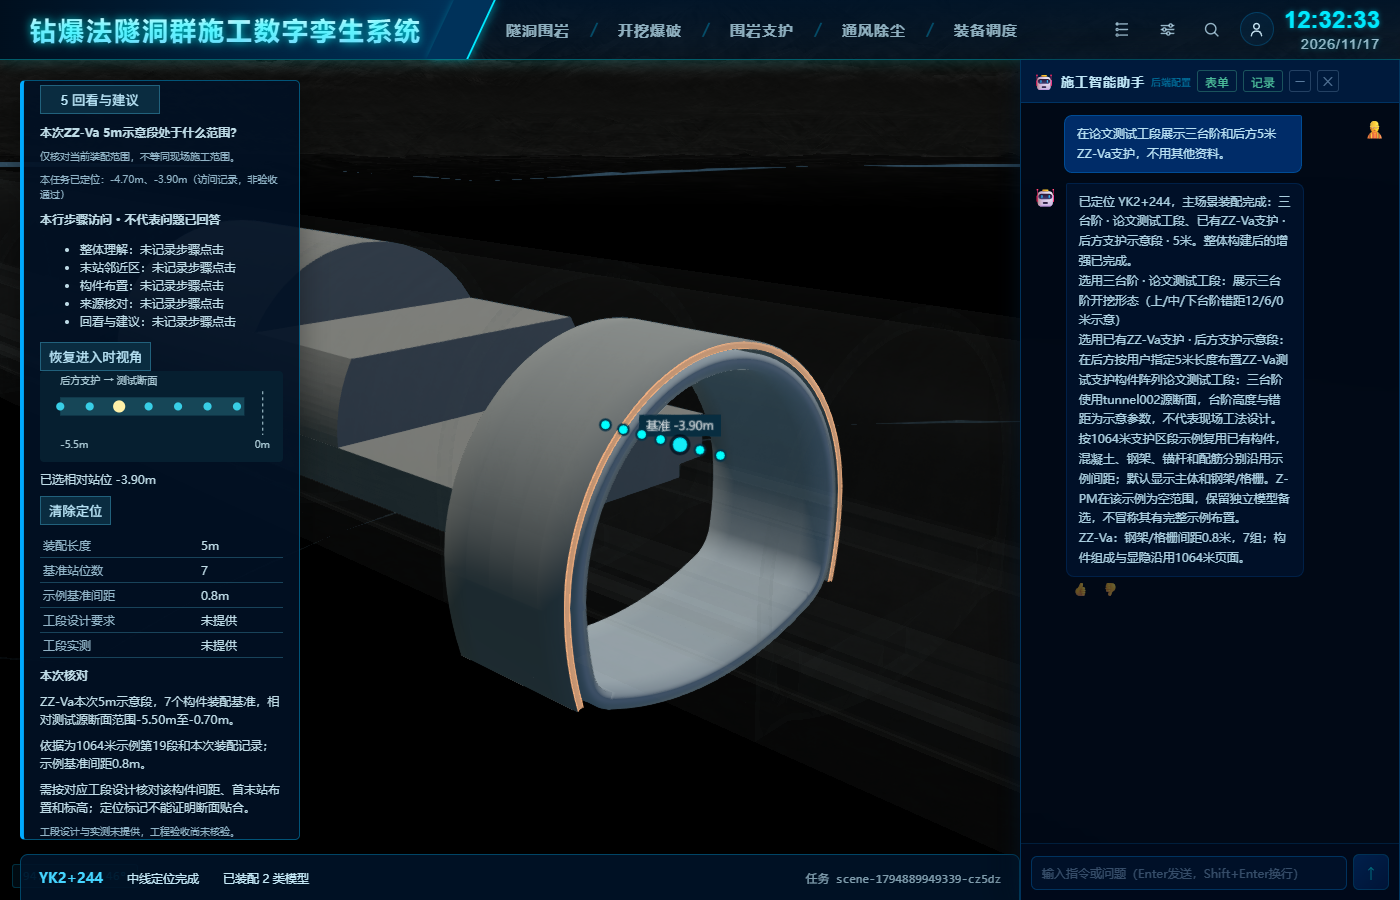 钻爆法隧洞群施工数字孪生系统
隧洞围岩 / 开挖爆破 / 围岩支护 / 通风除尘 / 装备调度
12:32:33
2026/11/17
5 回看与建议
本次ZZ-Va 5m示意段处于什么范围?
仅核对当前装配范围，不等同现场施工范围。
本任务已定位：-4.70m、-3.90m（访问记录，非验收
通过）
本行步骤访问 · 不代表问题已回答
• 整体理解：未记录步骤点击
• 末站邻近区：未记录步骤点击
• 构件布置：未记录步骤点击
• 来源核对：未记录步骤点击
• 回看与建议：未记录步骤点击
恢复进入时视角
后方支护 → 测试断面
-5.5m 0m
已选相对站位 -3.90m
清除定位
装配长度 5m
基准站位数 7
示例基准间距 0.8m
工段设计要求 未提供
工段实测 未提供
本次核对
ZZ-Va本次5m示意段，7个构件装配基准，相
对测试源断面范围-5.50m至-0.70m。
依据为1064米示例第19段和本次装配记录；
示例基准间距0.8m。
需按对应工段设计核对该构件间距、首末站布
置和标高；定位标记不能证明断面贴合。
工段设计与实测未提供，工程验收尚未核验。
基准 -3.90m
YK2+244 中线定位完成 已装配 2 类模型
任务 scene-1794889949339-cz5dz
施工智能助手 后端配置 表单 记录
在论文测试工段展示三台阶和后方5米
ZZ-Va支护，不用其他资料。
已定位 YK2+244，主场景装配完成：三
台阶 · 论文测试工段、已有ZZ-Va支护 ·
后方支护示意段 · 5米。整体构建后的增
强已完成。
选用三台阶 · 论文测试工段：展示三台
阶开挖形态（上/中/下台阶错距12/6/0
米示意）
选用已有ZZ-Va支护 · 后方支护示意段：
在后方按用户指定5米长度布置ZZ-Va测
试支护构件阵列论文测试工段：三台阶
使用tunnel002源断面，台阶高度与错
距为示意参数，不代表现场工法设计。
按1064米支护区段示例复用已有构件，
混凝土、钢架、锚杆和配筋分别沿用示
例间距；默认显示主体和钢架/格栅。Z-
PM在该示例为空范围，保留独立模型备
选，不冒称其有完整示例布置。
ZZ-Va：钢架/格栅间距0.8米，7组；构
件组成与显隐沿用1064米页面。
输入指令或问题（Enter发送，Shift+Enter换行）